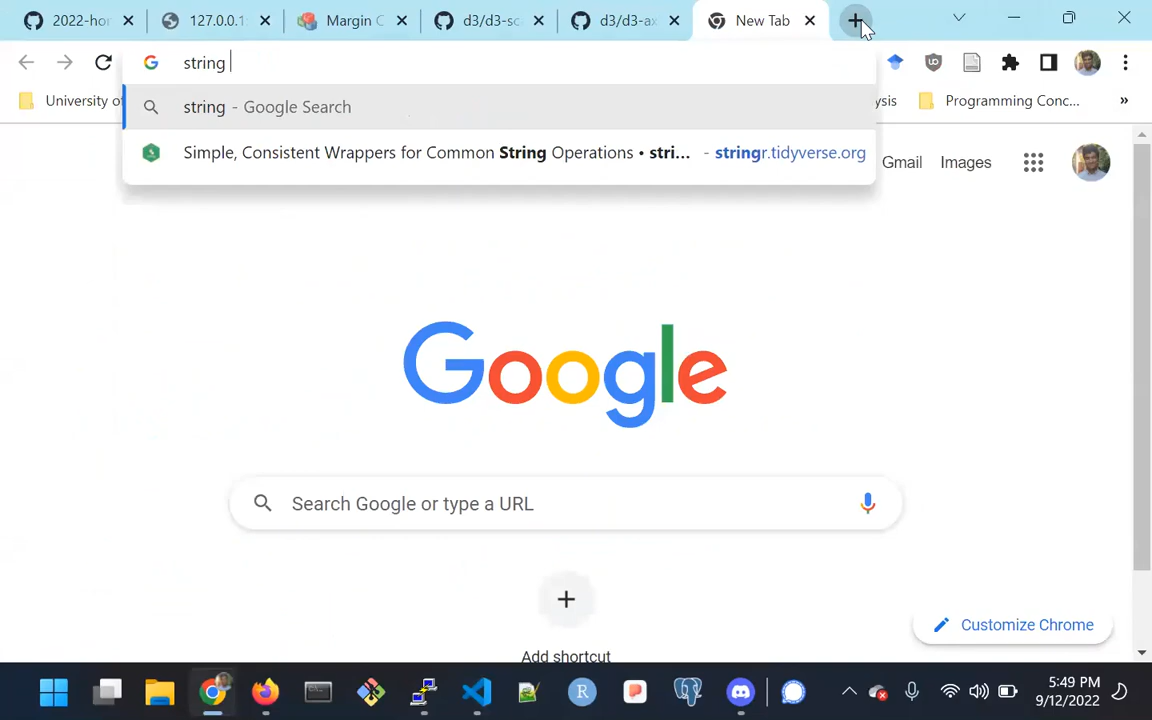 2022-hor
127.0.0.1:
Margin C
d3/d3-sc
d3/d3-ax
New Tab
string
University of
ysis
Programming Conc...
»
string - Google Search
Simple, Consistent Wrappers for Common String Operations • stri... - stringr.tidyverse.org
Gmail
Images
Google
Search Google or type a URL
Add shortcut
Customize Chrome
R
5:49 PM
9/12/2022